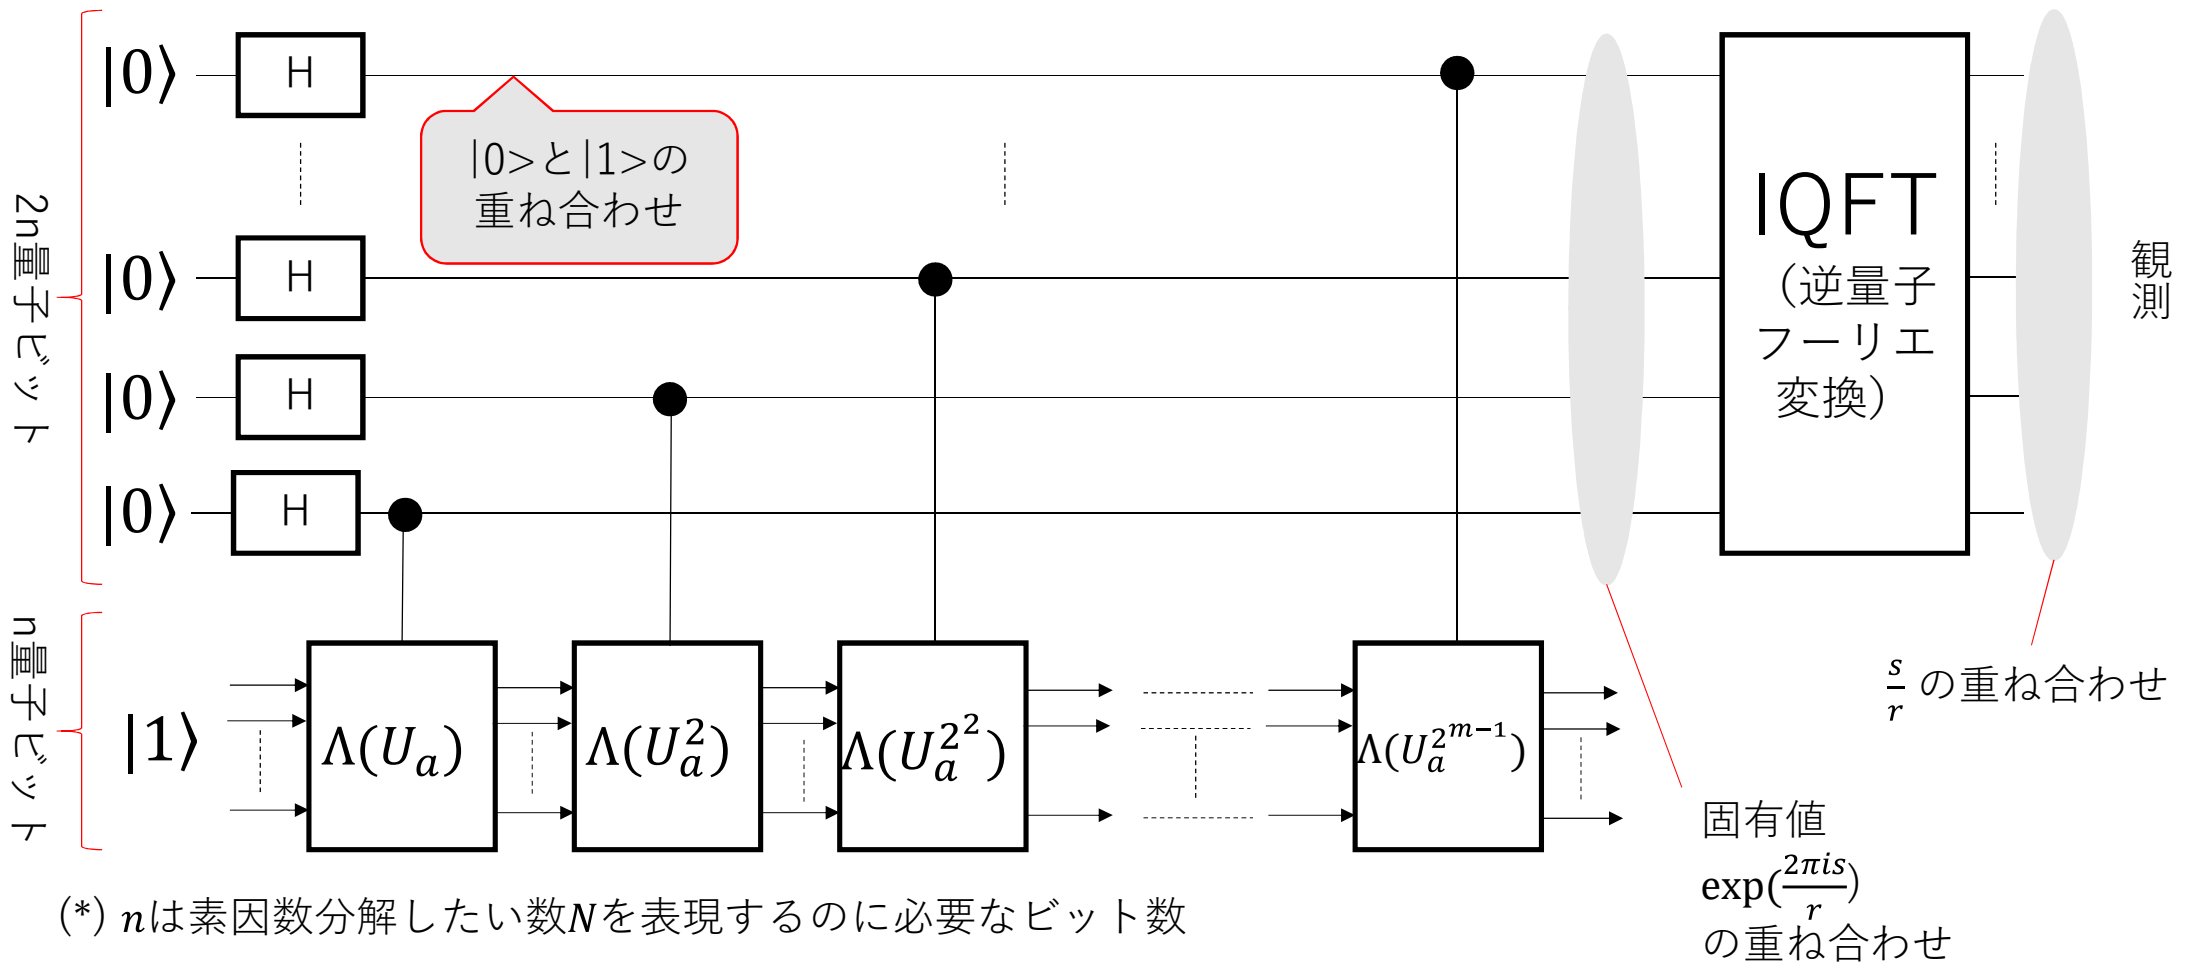 2n量子ビット
|0⟩
H
|0>と|1>の
重ね合わせ
|0⟩
H
|0⟩
H
|0⟩
H
IQFT
（逆量子
フーリエ
変換）
観
測
n量子ビット
|1⟩
Λ(U_a)
Λ(U_a^2)
Λ(U_a^{2^2})
Λ(U_a^{2^{m−1}})
s/r の重ね合わせ
固有値
exp(2πis/r)
の重ね合わせ
(*) nは素因数分解したい数Nを表現するのに必要なビット数